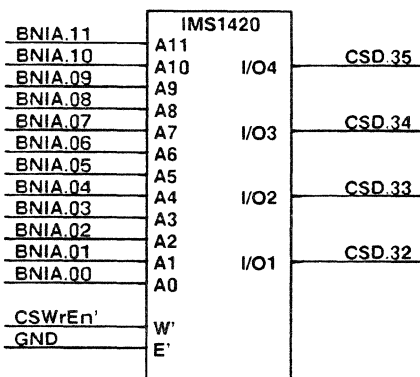 IMS1420
BNIA.11 A11
BNIA.10 A10 I/O4 CSD.35
BNIA.09 A9
BNIA.08 A8
BNIA.07 A7 I/O3 CSD.34
BNIA.06 A6
BNIA.05 A5
BNIA.04 A4 I/O2 CSD.33
BNIA.03 A3
BNIA.02 A2
BNIA.01 A1 I/O1 CSD.32
BNIA.00 A0
CSWrEn' W'
GND E'